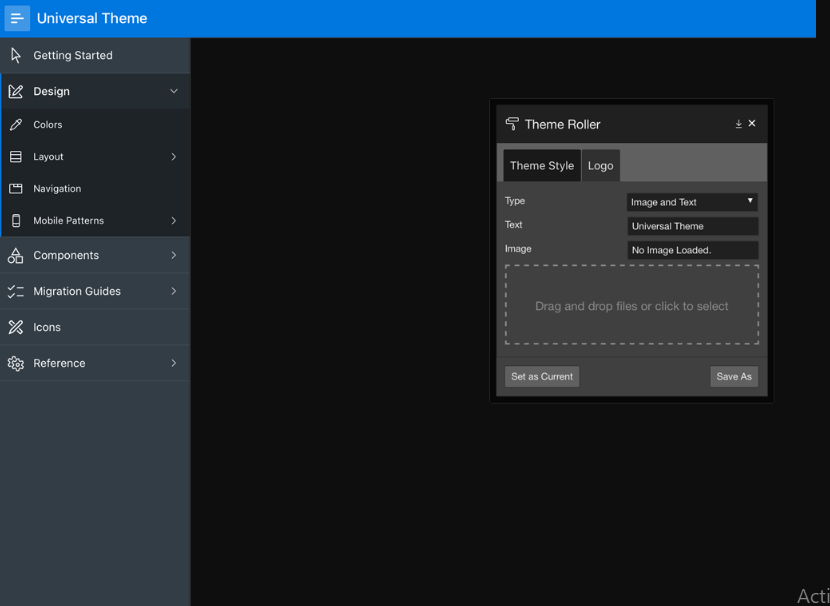 Universal Theme
Getting Started
Design
Colors
Layout
Navigation
Mobile Patterns
Components
Migration Guides
Icons
Reference
Theme Roller
Theme Style Logo
Type Image and Text
Text Universal Theme
Image No Image Loaded.
Drag and drop files or click to select
Set as Current Save As
Acti